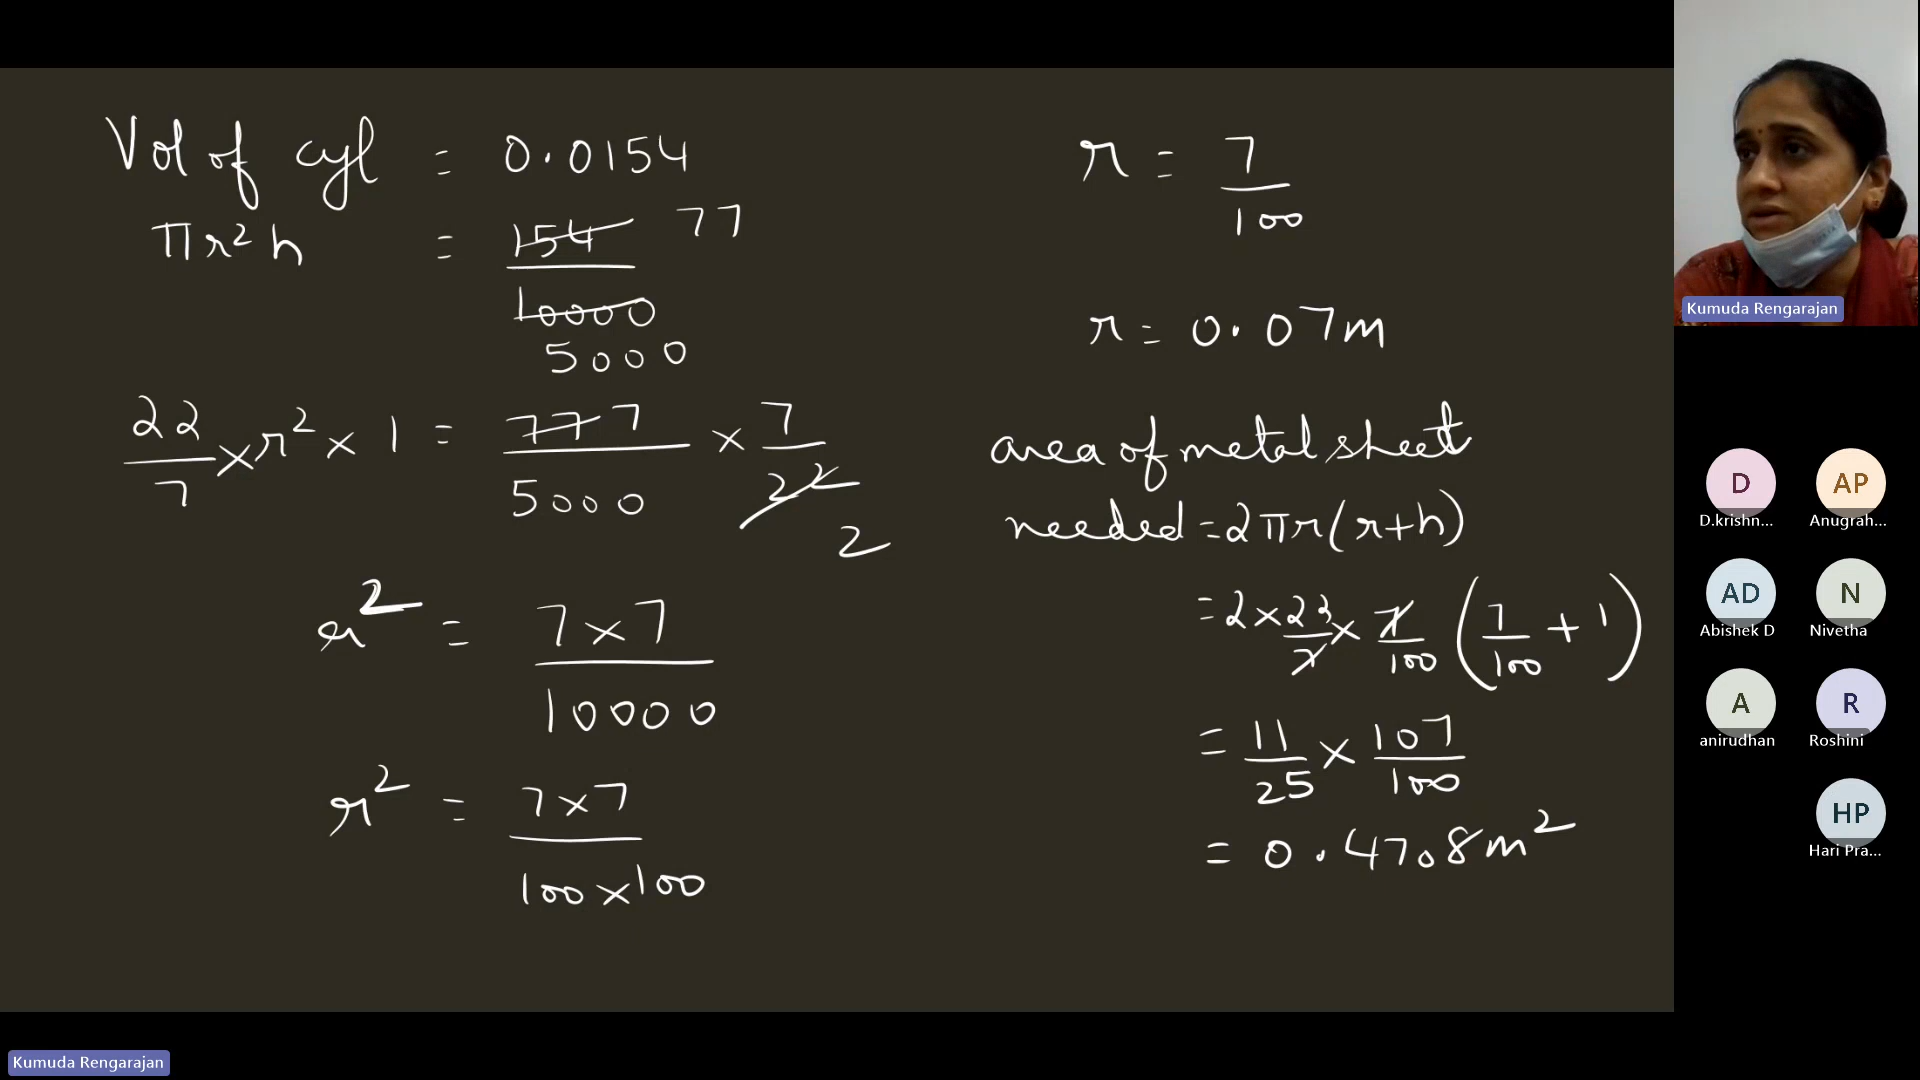 Vol of cyl = 0.0154
πr² h = 154 77
10000
5000
22/7 × r² × 1 = 77 7/5000 × 7/22
2
r² = 7×7/10000
r² = 7×7/100×100
r = 7/100
r = 0.07m
area of metal sheet
needed = 2πr(r+h)
= 2 × 22/7 × 7/100 (7/100 + 1)
= 11/25 × 107/100
= 0.4708m²
Kumuda Rengarajan
D
D.krishn...
AP
Anugrah...
AD
Abishek D
N
Nivetha
A
anirudhan
R
Roshini
HP
Hari Pra...
Kumuda Rengarajan